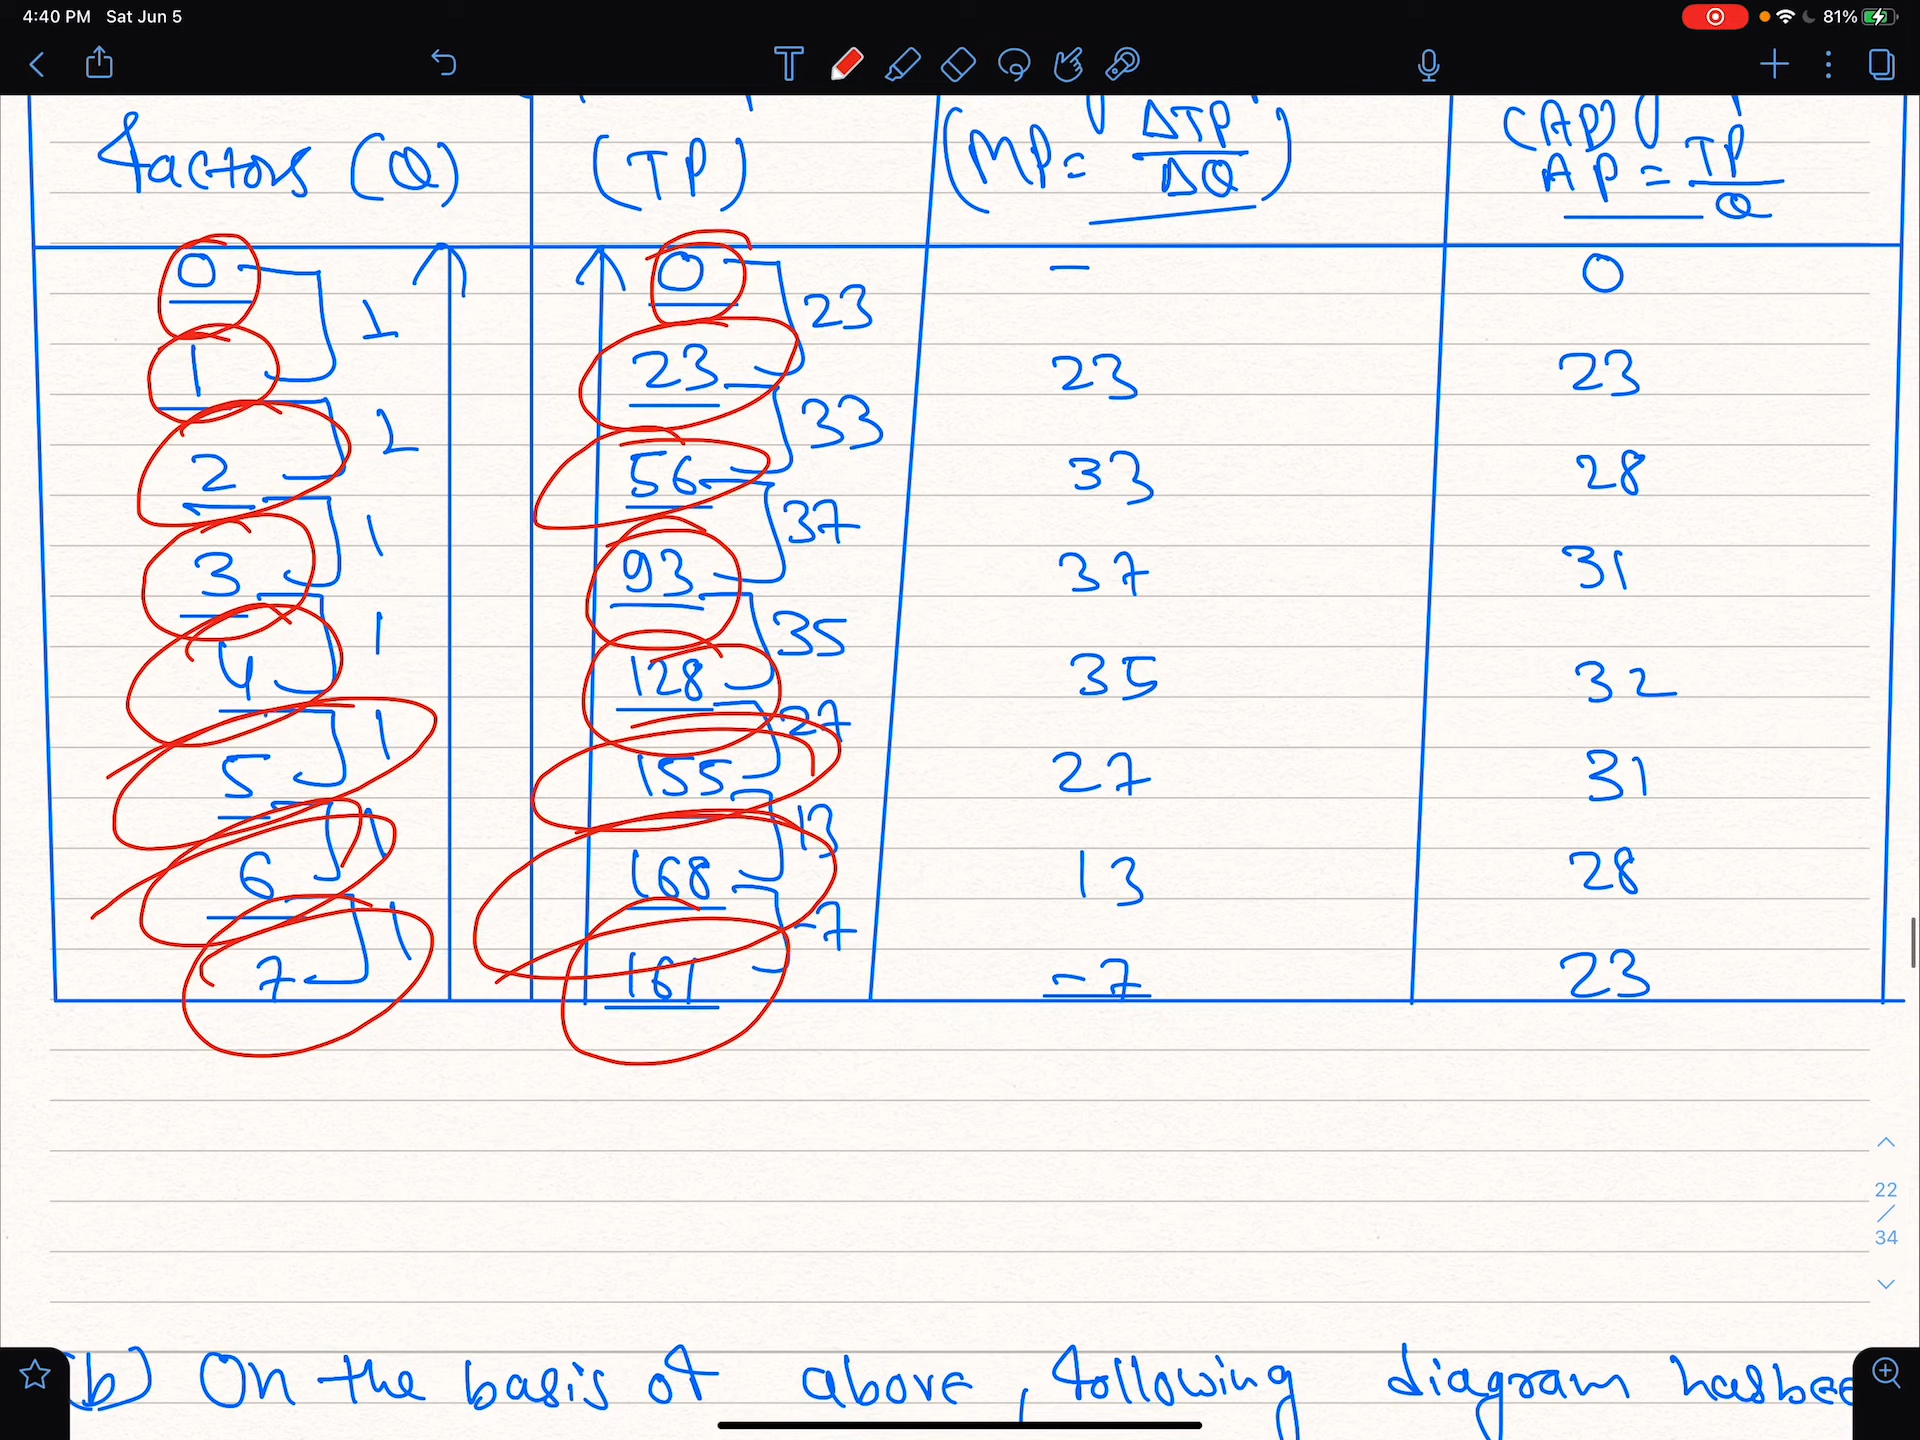 4:40 PM Sat Jun 5 81%
T
factors (Q) (TP) (MP= ΔTP/ΔQ) (AP) AP = TP/Q
0 1 0 23 – 0
1 1 23 33 23 23
2 1 56 37 33 28
3 1 93 35 37 31
4 1 128 27 35 32
5 1 155 13 27 31
6 1 168 -7 13 28
7 161 -7 23
22
/
34
(b) On the basis of above, following diagram has bee